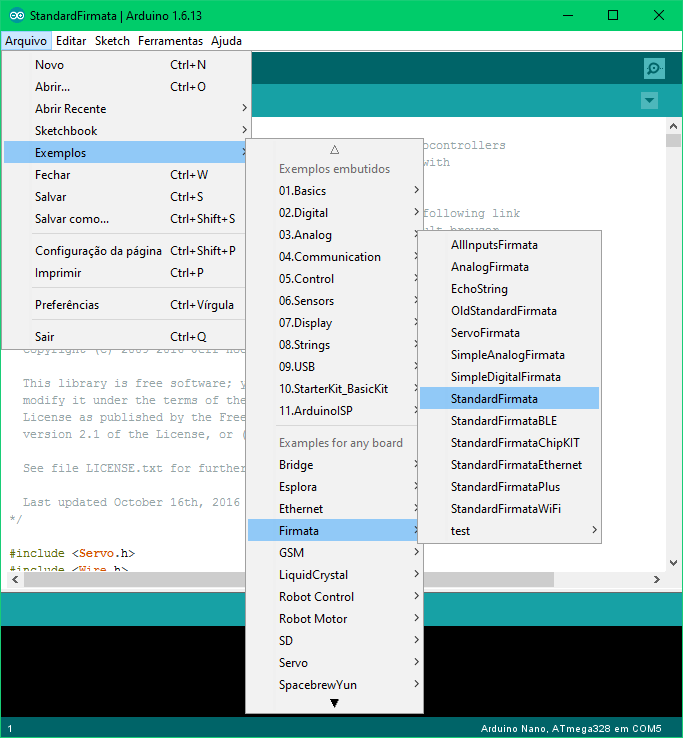 StandardFirmata | Arduino 1.6.13
Arquivo Editar Sketch Ferramentas Ajuda
Novo Ctrl+N
Abrir... Ctrl+O
Abrir Recente
Sketchbook
Exemplos
Fechar Ctrl+W
Salvar Ctrl+S
Salvar como... Ctrl+Shift+S
Configuração da página Ctrl+Shift+P
Imprimir Ctrl+P
Preferências Ctrl+Vírgula
Sair Ctrl+Q
Exemplos embutidos
01.Basics
02.Digital
03.Analog
04.Communication
05.Control
06.Sensors
07.Display
08.Strings
09.USB
10.StarterKit_BasicKit
11.ArduinoISP
Examples for any board
Bridge
Esplora
Ethernet
Firmata
GSM
LiquidCrystal
Robot Control
Robot Motor
SD
Servo
SpacebrewYun
AllInputsFirmata
AnalogFirmata
EchoString
OldStandardFirmata
ServoFirmata
SimpleAnalogFirmata
SimpleDigitalFirmata
StandardFirmata
StandardFirmataBLE
StandardFirmataChipKIT
StandardFirmataEthernet
StandardFirmataPlus
StandardFirmataWiFi
test
ocontrollers
with
following link
ult browser
Copyright (C) 2009-2016 Jeff Hoe
This library is free software; y
modify it under the terms of the
License as published by the Free
version 2.1 of the License, or (
See file LICENSE.txt for further
Last updated October 16th, 2016
*/
#include <Servo.h>
#include <Wire.h>
1 Arduino Nano, ATmega328 em COM5